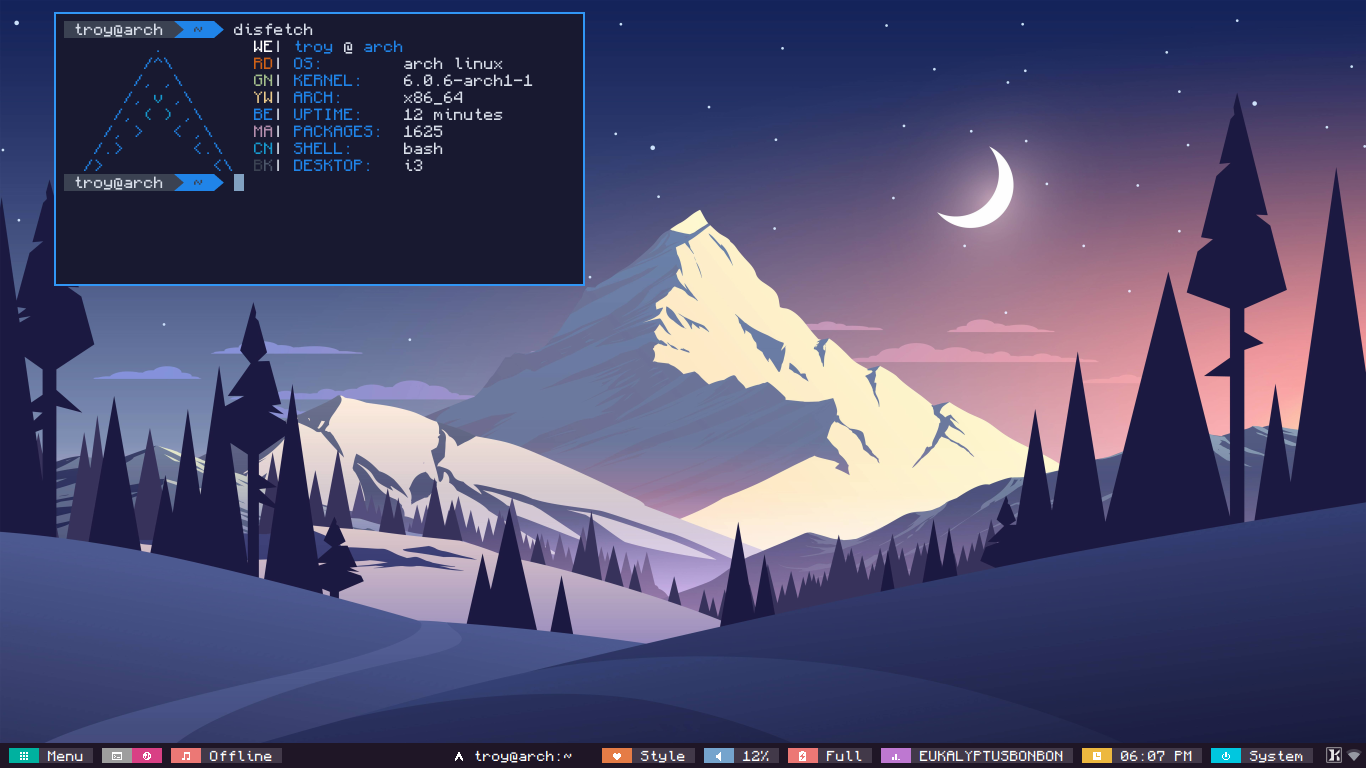 troy@arch ~ disfetch
WE| troy @ arch
RD| OS: arch linux
GN| KERNEL: 6.0.6-arch1-1
YW| ARCH: x86_64
BE| UPTIME: 12 minutes
MA| PACKAGES: 1625
CN| SHELL: bash
BK| DESKTOP: i3
troy@arch ~
Menu Offline troy@arch:~ Style 12% Full EUKALYPTUSBONBON 06:07 PM System